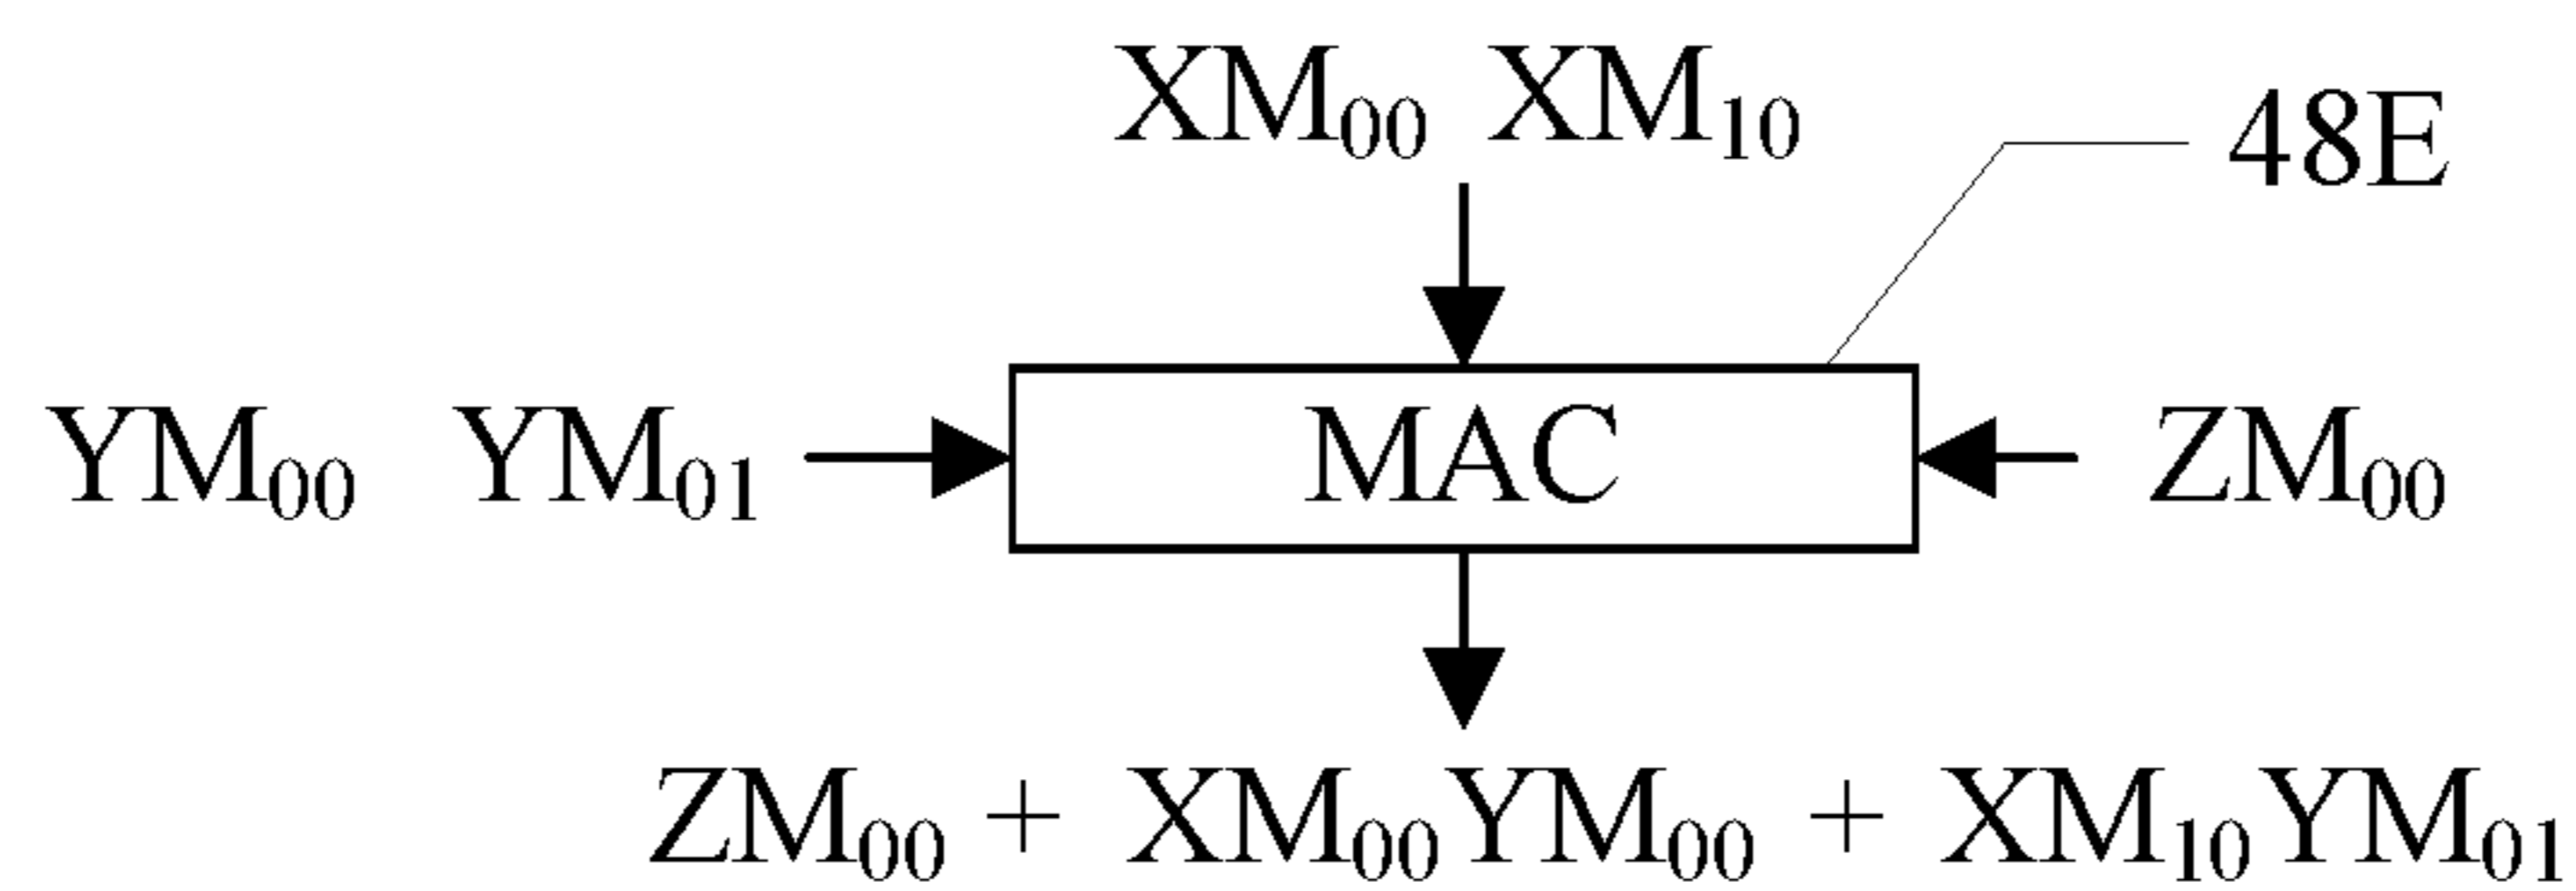 XM₀₀ XM₁₀
48E
YM₀₀ YM₀₁ MAC ZM₀₀
ZM₀₀ + XM₀₀YM₀₀ + XM₁₀YM₀₁